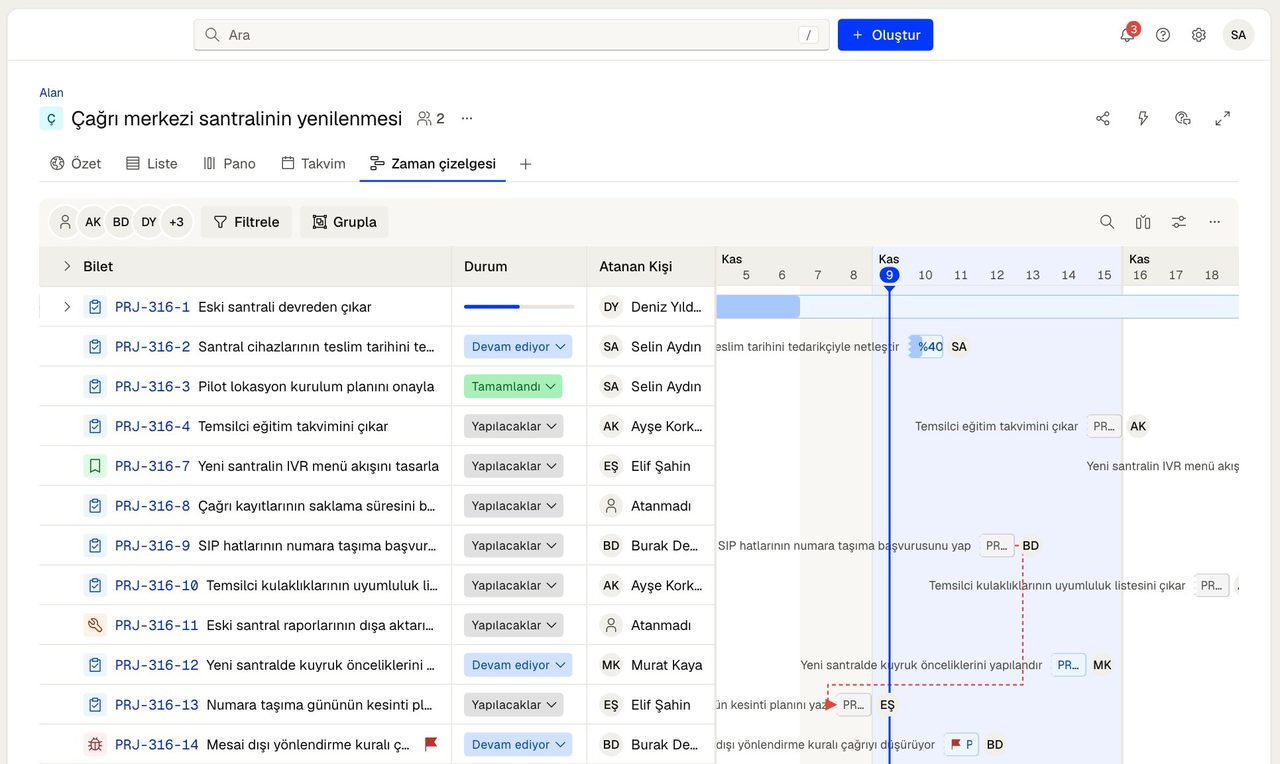 Ara /
+ Oluştur
3
SA
Alan
Ç Çağrı merkezi santralinin yenilenmesi 2 ...
Özet Liste Pano Takvim Zaman çizelgesi +
AK BD DY +3 Filtrele Grupla ...
Bilet Durum Atanan Kişi
Kas Kas Kas
5 6 7 8 9 10 11 12 13 14 15 16 17 18
PRJ-316-1 Eski santrali devreden çıkar DY Deniz Yıld...
PRJ-316-2 Santral cihazlarının teslim tarihini te... Devam ediyor SA Selin Aydın eslim tarihini tedarikçiyle netleştir %40 SA
PRJ-316-3 Pilot lokasyon kurulum planını onayla Tamamlandı SA Selin Aydın
PRJ-316-4 Temsilci eğitim takvimini çıkar Yapılacaklar AK Ayşe Kork... Temsilci eğitim takvimini çıkar PR... AK
PRJ-316-7 Yeni santralin IVR menü akışını tasarla Yapılacaklar EŞ Elif Şahin Yeni santralin IVR menü akış
PRJ-316-8 Çağrı kayıtlarının saklama süresini b... Yapılacaklar Atanmadı
PRJ-316-9 SIP hatlarının numara taşıma başvur... Yapılacaklar BD Burak De... SIP hatlarının numara taşıma başvurusunu yap PR... BD
PRJ-316-10 Temsilci kulaklıklarının uyumluluk li... Yapılacaklar AK Ayşe Kork... Temsilci kulaklıklarının uyumluluk listesini çıkar PR...
PRJ-316-11 Eski santral raporlarının dışa aktarı... Yapılacaklar Atanmadı
PRJ-316-12 Yeni santralde kuyruk önceliklerini ... Devam ediyor MK Murat Kaya Yeni santralde kuyruk önceliklerini yapılandır PR... MK
PRJ-316-13 Numara taşıma gününün kesinti pl... Yapılacaklar EŞ Elif Şahin ün kesinti planını yaz PR... EŞ
PRJ-316-14 Mesai dışı yönlendirme kuralı ç... Devam ediyor BD Burak De... dışı yönlendirme kuralı çağrıyı düşürüyor P BD